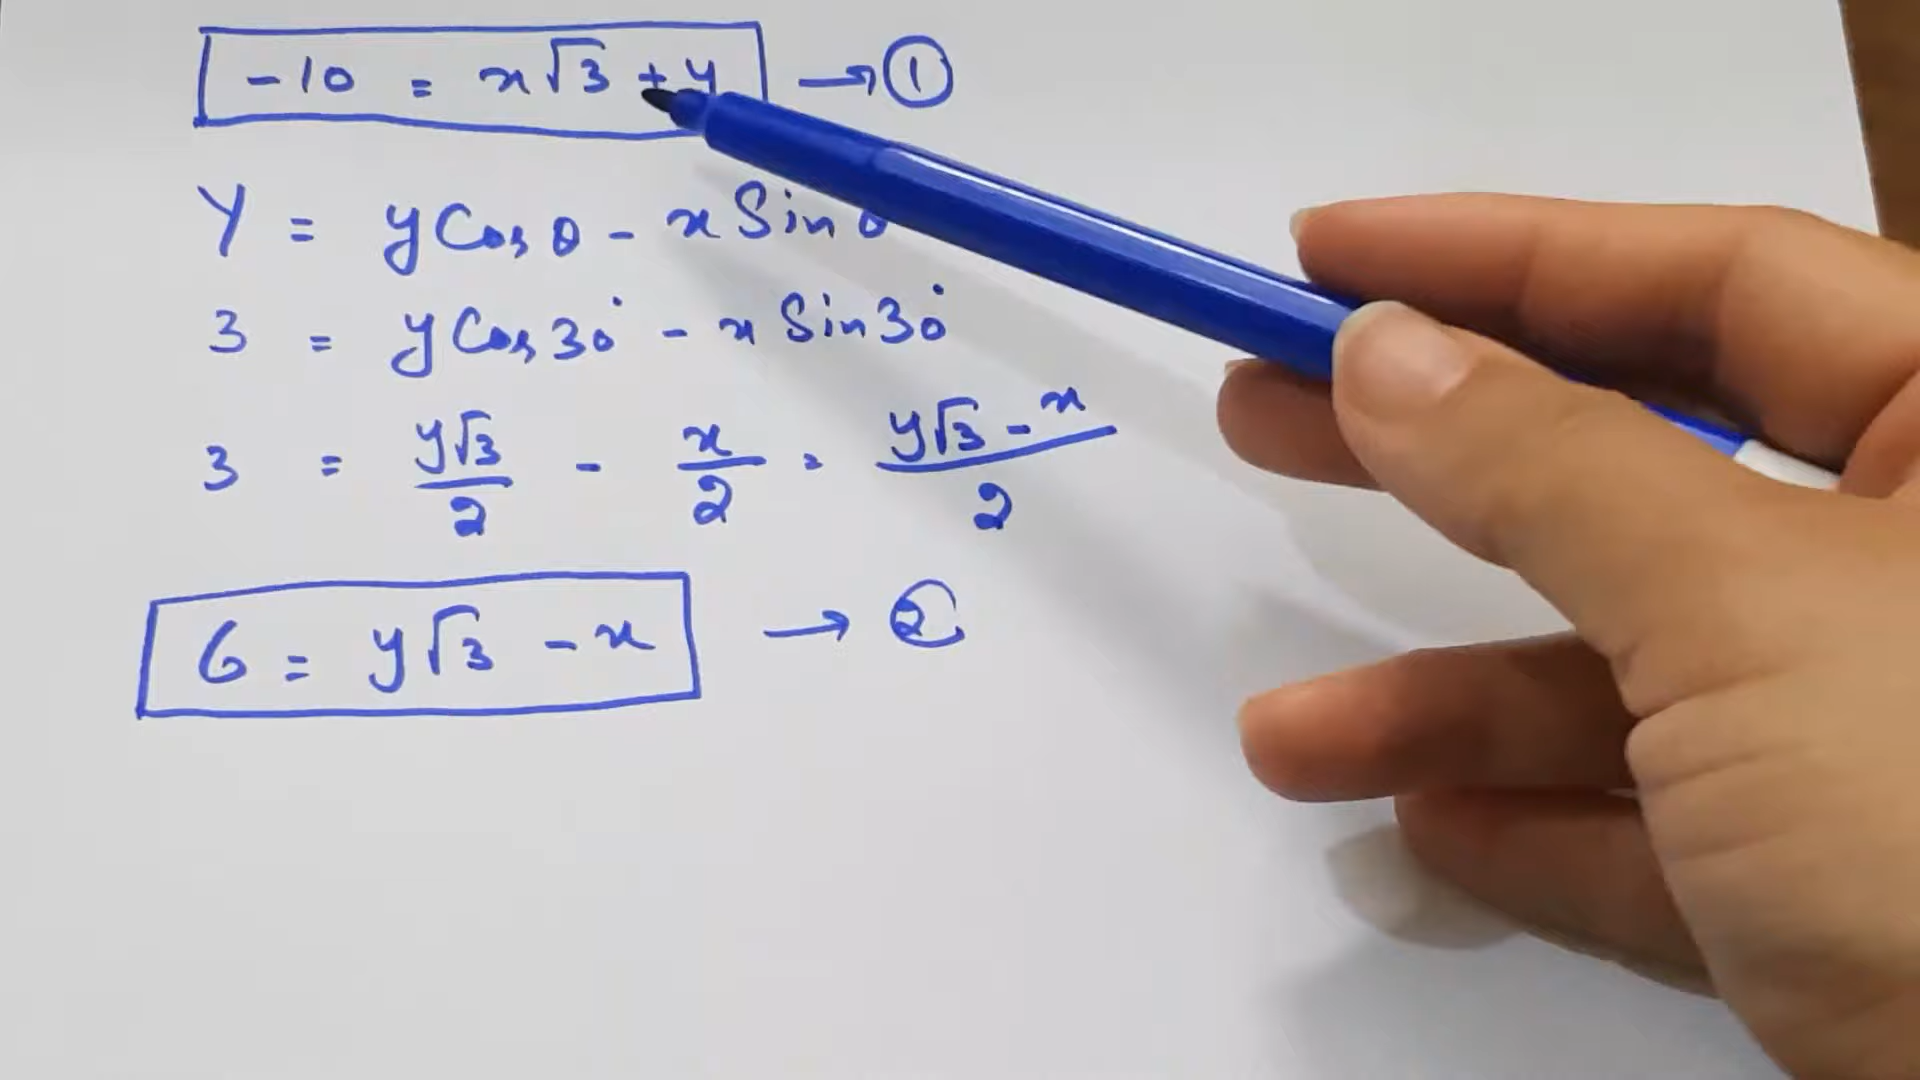 -10 = x√3 + y → ①
Y = y Cos θ - x Sin θ
3 = y Cos 30° - x Sin 30°
3 = y√3/2 - x/2 = (y√3 - x)/2
6 = y√3 - x → ②